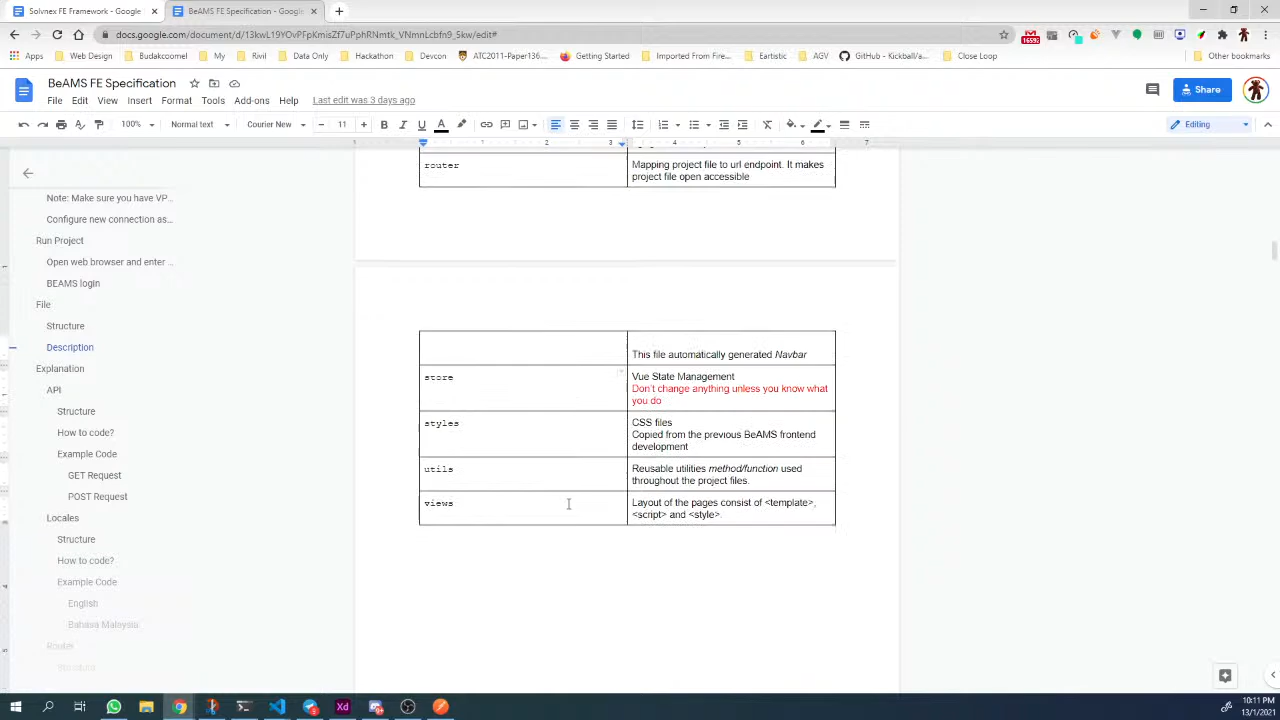 Solvnex FE Framework - Google
BeAMS FE Specification - Google
docs.google.com/document/d/13kwL19YOvPFpKmisZf7uPphRNmtk_VNmnLcbfn9_5kw/edit#
Apps
Budakcoomel
My
Rivil
Data Only
Hackathon
Devcon
ATC2011-Paper136...
Getting Started
Imported From Fire...
Eartistic
AGV
GitHub - Kickball/a...
Close Loop
Other bookmarks
BeAMS FE Specification
File Edit View Insert Format Tools Add-ons Help Last edit was 3 days ago
Share
100% Normal text Courier New 11 Editing
Note: Make sure you have VP...
Configure new connection as...
Run Project
Open web browser and enter ...
BEAMS login
File
Structure
Description
Explanation
API
Structure
How to code?
Example Code
GET Request
POST Request
Locales
Structure
How to code?
Example Code
English
Bahasa Malaysia
Router
Structure
router
Mapping project file to url endpoint. It makes
project file open accessible
This file automatically generated Navbar
store
Vue State Management
Don't change anything unless you know what
you do
styles
CSS files
Copied from the previous BeAMS frontend
development
utils
Reusable utilities method/function used
throughout the project files.
views
Layout of the pages consist of <template>,
<script> and <style>.
10:11 PM
13/1/2021